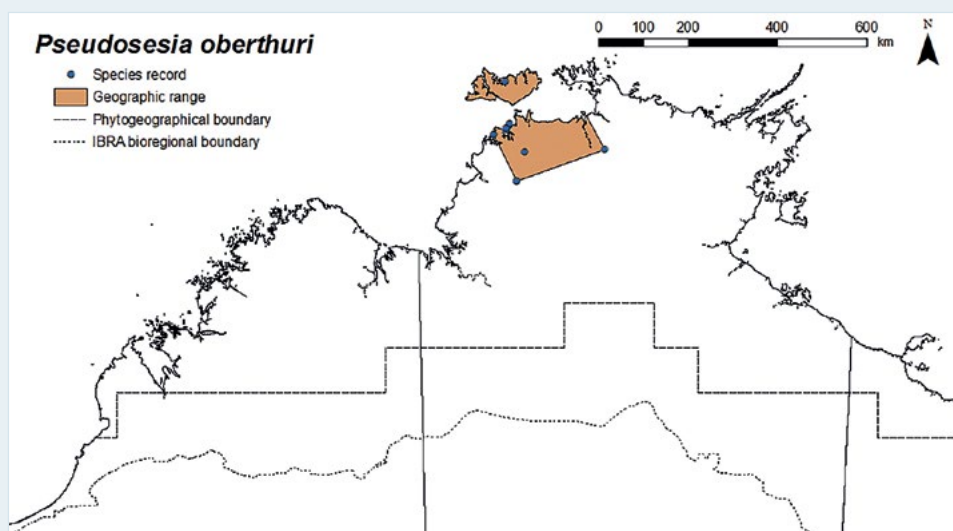 Pseudosesia oberthuri
Species record
Geographic range
Phytogeographical boundary
IBRA bioregional boundary
0 100 200 400 600
km
N